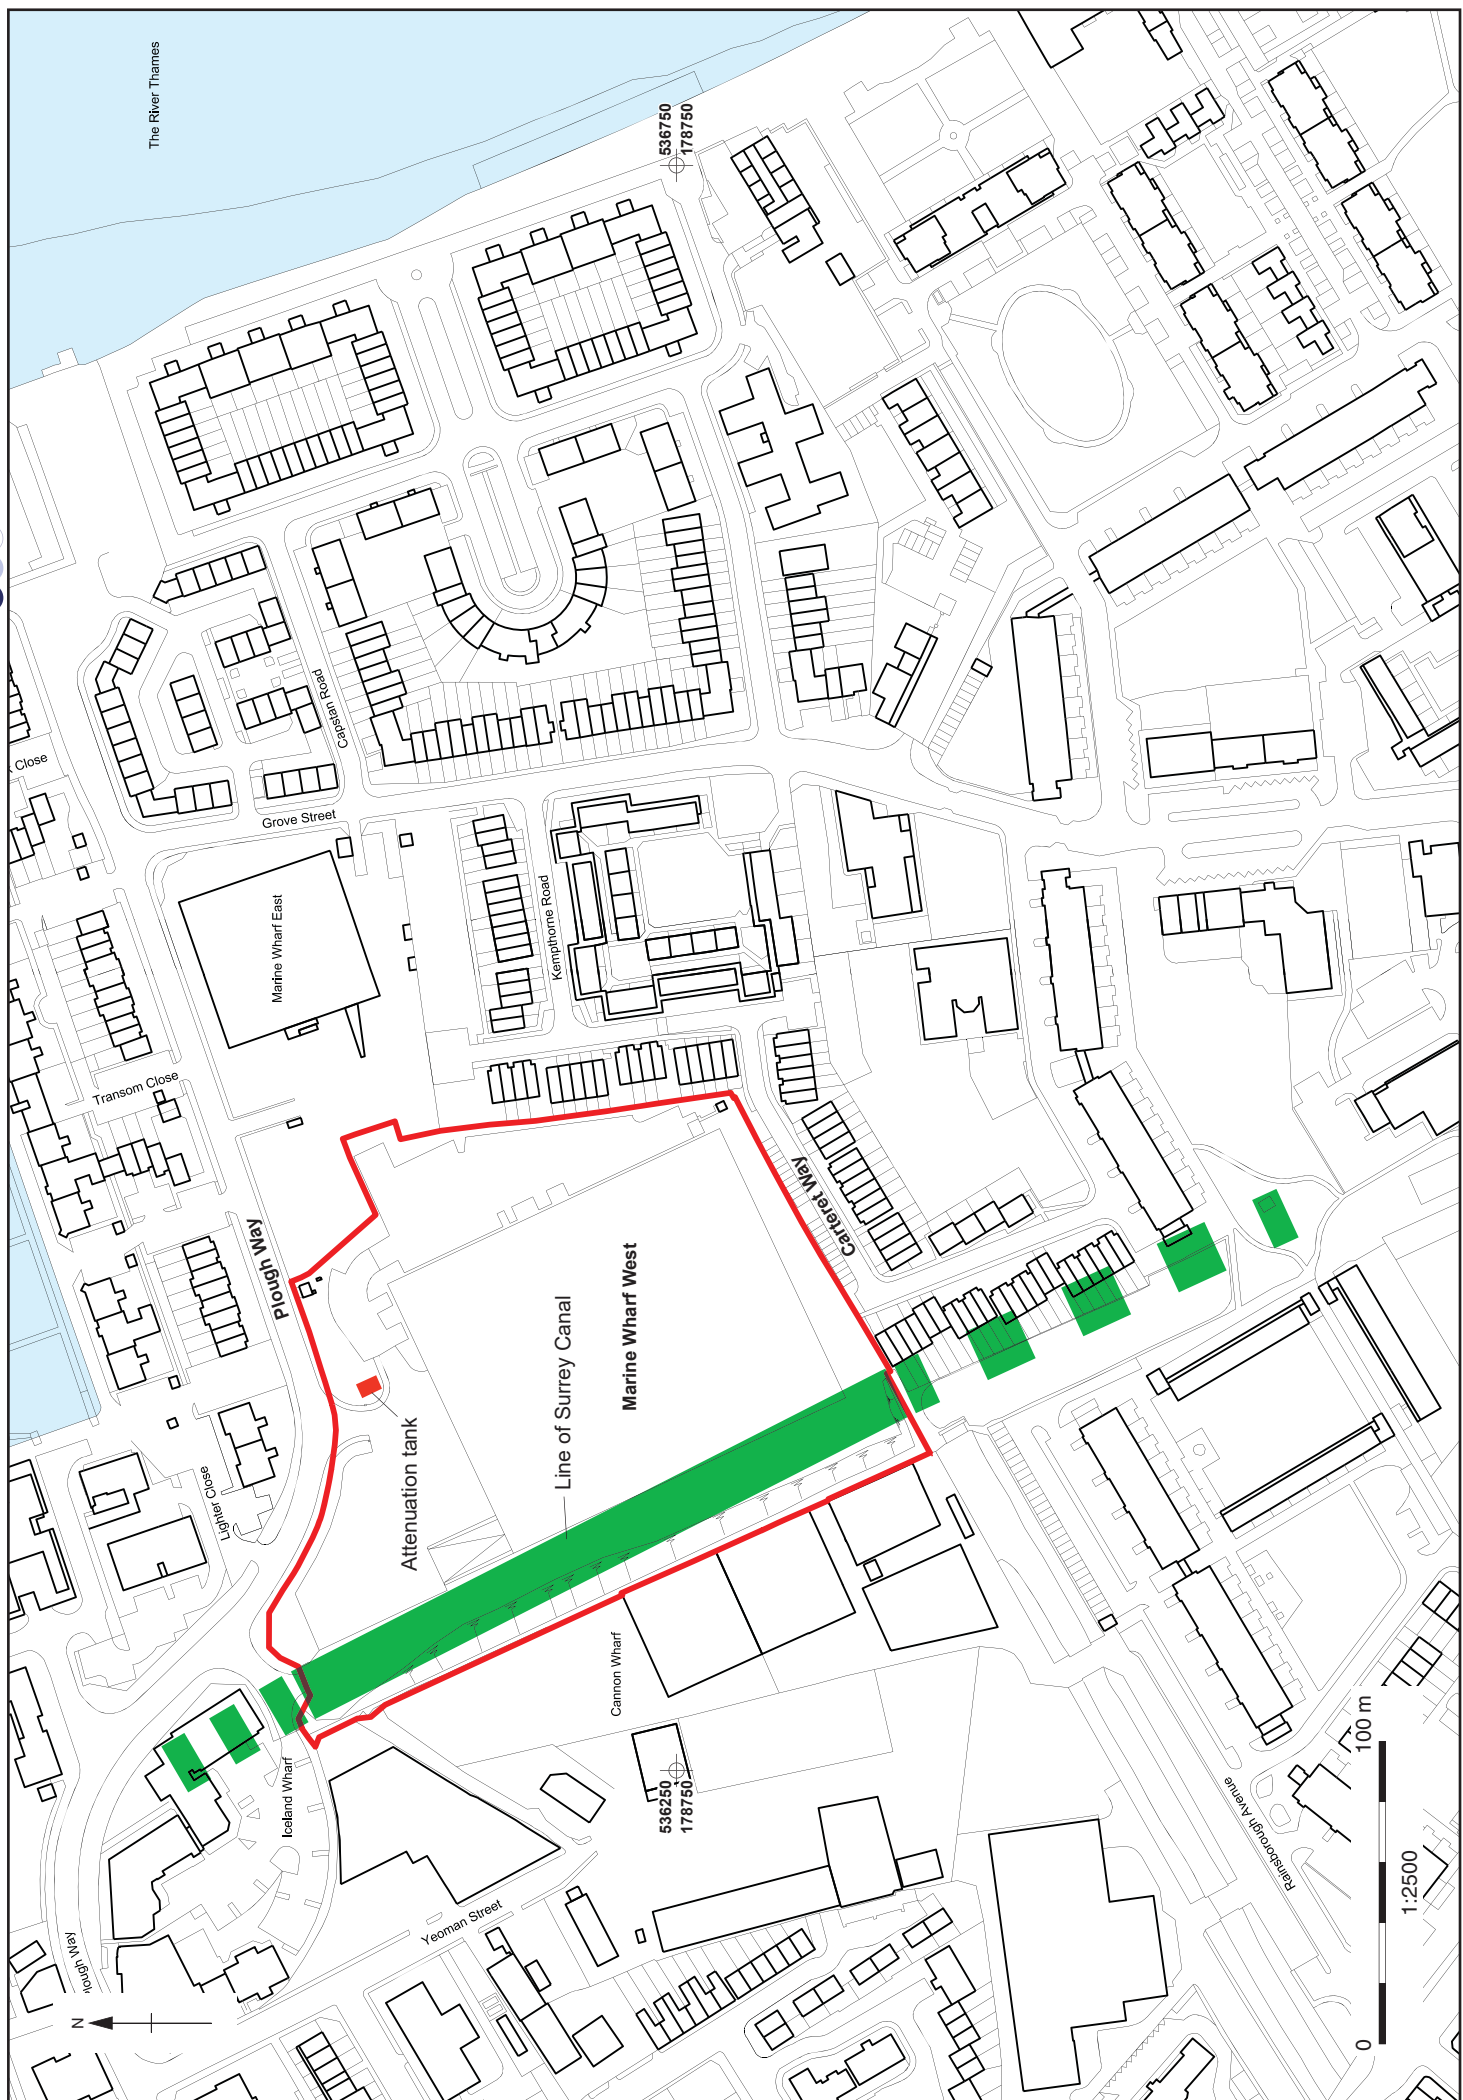 The River Thames
536750
178750
k Close
Capstan Road
Grove Street
Marine Wharf East
Kempthorne Road
Transom Close
Plough Way
Carteret Way
Marine Wharf West
Line of Surrey Canal
Attenuation tank
Lighter Close
Cannon Wharf
Iceland Wharf
536250
178750
Yeoman Street
Plough Way
Rainsborough Avenue
N
0
100 m
1:2500